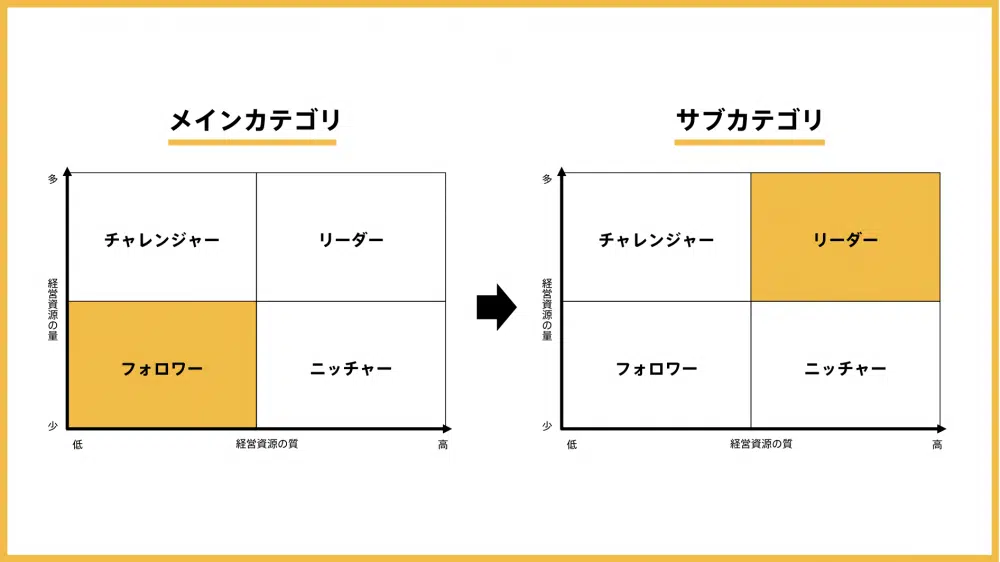 メインカテゴリ
多
チャレンジャー
リーダー
経営資源の量
フォロワー
ニッチャー
少
低
経営資源の質
高
サブカテゴリ
多
チャレンジャー
リーダー
経営資源の量
フォロワー
ニッチャー
少
低
経営資源の質
高